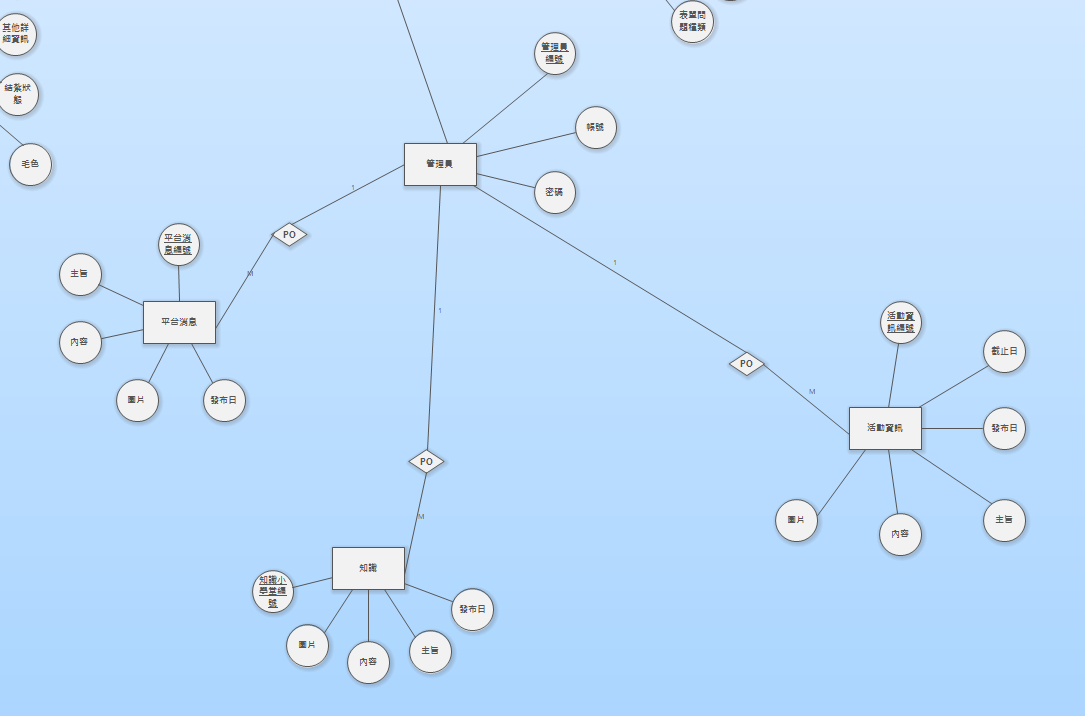 其他詳
細資訊
表單問
題種類
管理員
編號
結紮狀
態
帳號
毛色
管理員
密碼
1
PO
平台消
息編號
主旨
M
1
1
平台消息
活動資
訊編號
內容
截止日
PO
M
圖片
發布日
活動資訊
發布日
PO
圖片
主旨
內容
M
知識
知識小
學堂編
號
發布日
圖片
主旨
內容